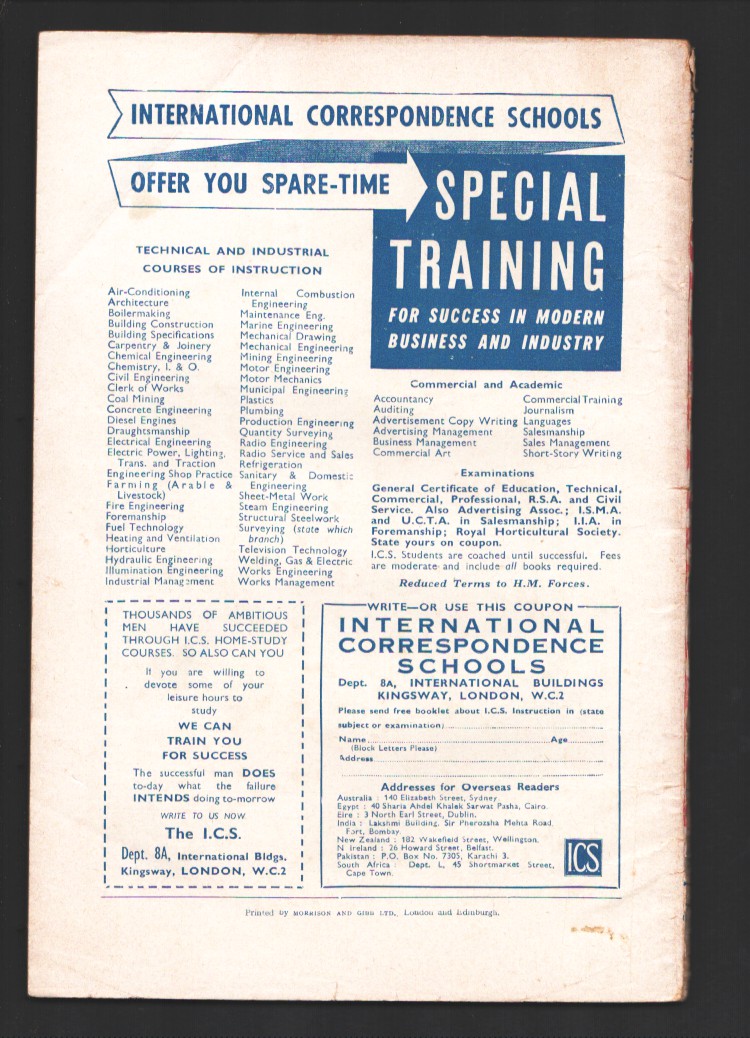 INTERNATIONAL CORRESPONDENCE SCHOOLS
OFFER YOU SPARE-TIME
SPECIAL
TRAINING
FOR SUCCESS IN MODERN
BUSINESS AND INDUSTRY
TECHNICAL AND INDUSTRIAL
COURSES OF INSTRUCTION
Air-Conditioning
Architecture
Boilermaking
Building Construction
Building Specifications
Carpentry & Joinery
Chemical Engineering
Chemistry, I. & O.
Civil Engineering
Clerk of Works
Coal Mining
Concrete Engineering
Diesel Engines
Draughtsmanship
Electrical Engineering
Electric Power, Lighting,
Trans. and Traction
Engineering Shop Practice
Farming (Arable &
Livestock)
Fire Engineering
Foremanship
Fuel Technology
Heating and Ventilation
Horticulture
Hydraulic Engineering
Illumination Engineering
Industrial Management
Internal Combustion
Engineering
Maintenance Eng.
Marine Engineering
Mechanical Drawing
Mechanical Engineering
Mining Engineering
Motor Engineering
Motor Mechanics
Municipal Engineering
Plastics
Plumbing
Production Engineering
Quantity Surveying
Radio Engineering
Radio Service and Sales
Refrigeration
Sanitary & Domestic
Engineering
Sheet-Metal Work
Steam Engineering
Structural Steelwork
Surveying (state which
branch)
Television Technology
Welding, Gas & Electric
Works Engineering
Works Management
Commercial and Academic
Accountancy
Auditing
Advertisement Copy Writing
Advertising Management
Business Management
Commercial Art
Commercial Training
Journalism
Languages
Salesmanship
Sales Management
Short-Story Writing
Examinations
General Certificate of Education, Technical,
Commercial, Professional, R.S.A. and Civil
Service. Also Advertising Assoc.; I.S.M.A.
and U.C.T.A. in Salesmanship; I.I.A. in
Foremanship; Royal Horticultural Society.
State yours on coupon.
I.C.S. Students are coached until successful. Fees
are moderate and include all books required.
Reduced Terms to H.M. Forces.
THOUSANDS OF AMBITIOUS
MEN HAVE SUCCEEDED
THROUGH I.C.S. HOME-STUDY
COURSES. SO ALSO CAN YOU
If you are willing to
devote some of your
leisure hours to
study
WE CAN
TRAIN YOU
FOR SUCCESS
The successful man DOES
to-day what the failure
INTENDS doing to-morrow
WRITE TO US NOW
The I.C.S.
Dept. 8A, International Bldgs.
Kingsway, LONDON, W.C.2
WRITE—OR USE THIS COUPON
INTERNATIONAL
CORRESPONDENCE
SCHOOLS
Dept. 8A, INTERNATIONAL BUILDINGS
KINGSWAY, LONDON, W.C.2
Please send free booklet about I.C.S. Instruction in (state
subject or examination)
Name Age
(Block Letters Please)
Address
Addresses for Overseas Readers
Australia : 140 Elizabeth Street, Sydney.
Egypt : 40 Sharia Abdel Khalek Sarwat Pasha, Cairo.
Eire : 3 North Earl Street, Dublin.
India : Lakshmi Building, Sir Pherozsha Mehta Road,
Fort, Bombay.
New Zealand : 182 Wakefield Street, Wellington.
N Ireland : 26 Howard Street, Belfast.
Pakistan : P.O. Box No. 7305, Karachi 3.
South Africa : Dept. L, 45 Shortmarket Street,
Cape Town.
I.C.S.
Printed by MORRISON AND GIBB LTD., London and Edinburgh.